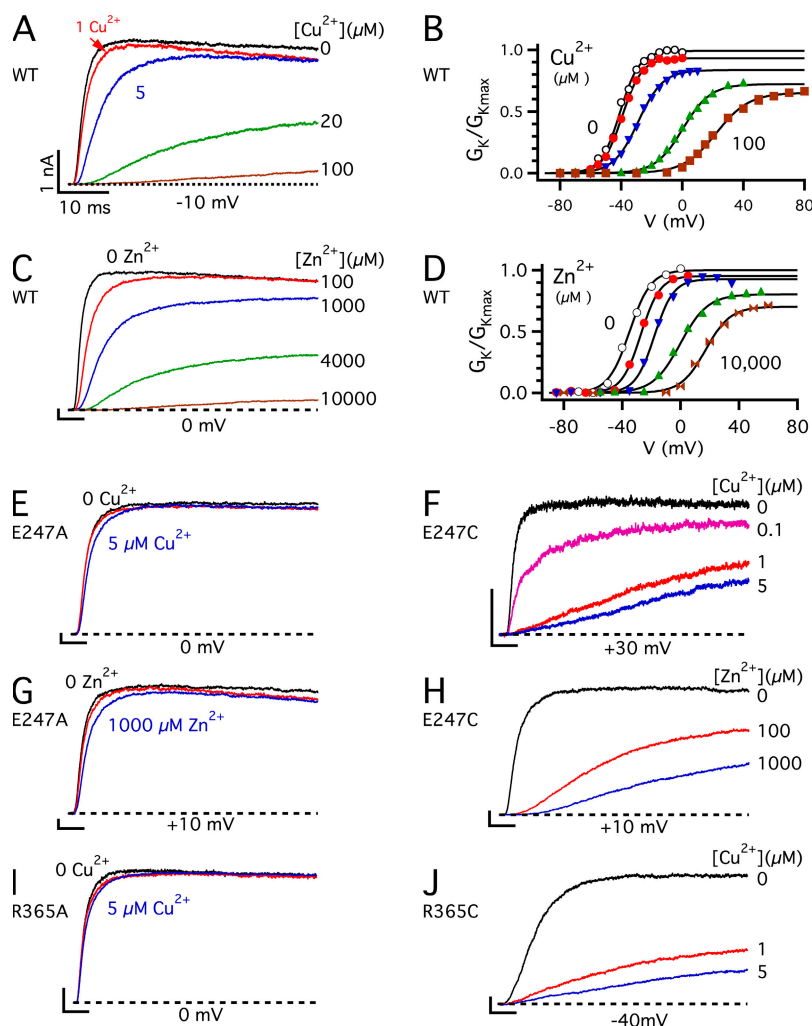 A
WT
1 Cu²⁺
[Cu²⁺](µM)
0
5
20
100
1 nA
10 ms
-10 mV
B
WT
Cu²⁺
(µM )
0
100
G_K/G_Kmax
1.0
0.5
0.0
-80 -40 0 40 80
V (mV)
C
WT
0 Zn²⁺
[Zn²⁺](µM)
100
1000
4000
10000
0 mV
D
WT
Zn²⁺
(µM )
0
10,000
G_K/G_Kmax
1.0
0.5
0.0
-80 -40 0 40 80
V (mV)
E
E247A
0 Cu²⁺
5 µM Cu²⁺
0 mV
F
E247C
[Cu²⁺](µM)
0
0.1
1
5
+30 mV
G
E247A
0 Zn²⁺
1000 µM Zn²⁺
+10 mV
H
E247C
[Zn²⁺](µM)
0
100
1000
+10 mV
I
R365A
0 Cu²⁺
5 µM Cu²⁺
0 mV
J
R365C
[Cu²⁺](µM)
0
1
5
-40mV